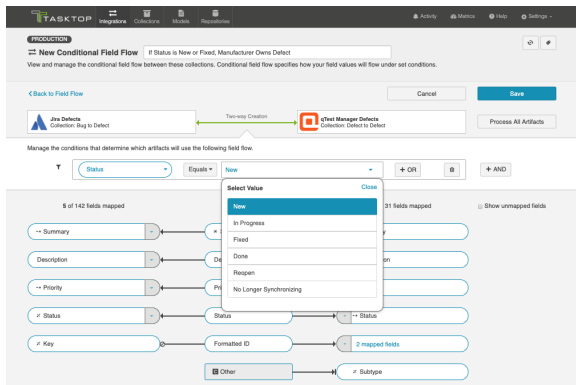 TASKTOP
Integrations
Collections
Models
Repositories
Activity
Metrics
Help
Settings
PRODUCTION
New Conditional Field Flow
If Status is New or Fixed, Manufacturer Owns Defect
View and manage the conditional field flow between these collections. Conditional field flow specifies how your field values will flow under set conditions.
Back to Field Flow
Cancel
Save
Jira Defects
Collection: Bug to Defect
Two-way Creation
qTest Manager Defects
Collection: Defect to Defect
Process All Artifacts
Manage the conditions that determine which artifacts will use the following field flow.
Status
Equals
New
+ OR
+ AND
Select Value
Close
New
In Progress
Fixed
Done
Reopen
No Longer Synchronizing
5 of 142 fields mapped
31 fields mapped
Show unmapped fields
Summary
Description
Priority
Status
Status
Status
Key
Formatted ID
2 mapped fields
Other
Subtype